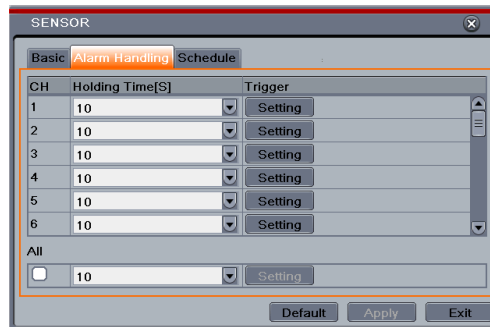 SENSOR
Basic Alarm Handling Schedule
CH Holding Time[S] Trigger
1 10 Setting
2 10 Setting
3 10 Setting
4 10 Setting
5 10 Setting
6 10 Setting
All
10 Setting
Default Apply Exit